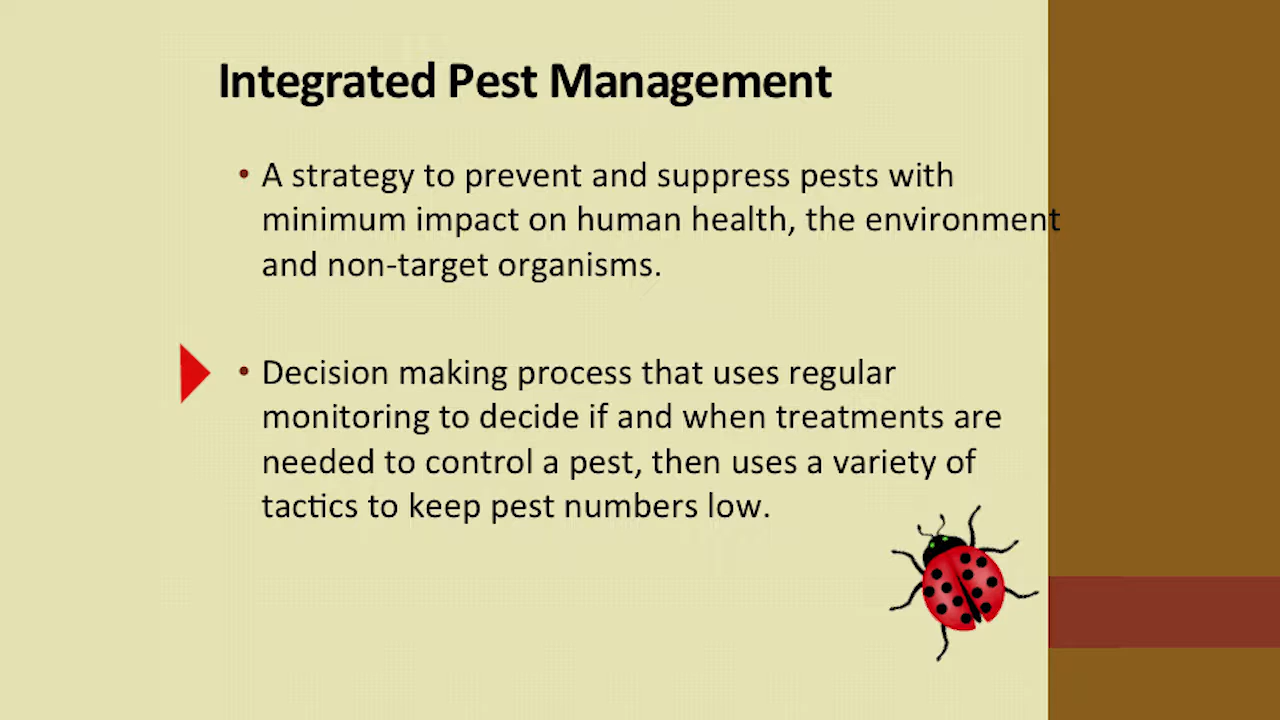 Integrated Pest Management
• A strategy to prevent and suppress pests with
minimum impact on human health, the environment
and non-target organisms.
• Decision making process that uses regular
monitoring to decide if and when treatments are
needed to control a pest, then uses a variety of
tactics to keep pest numbers low.